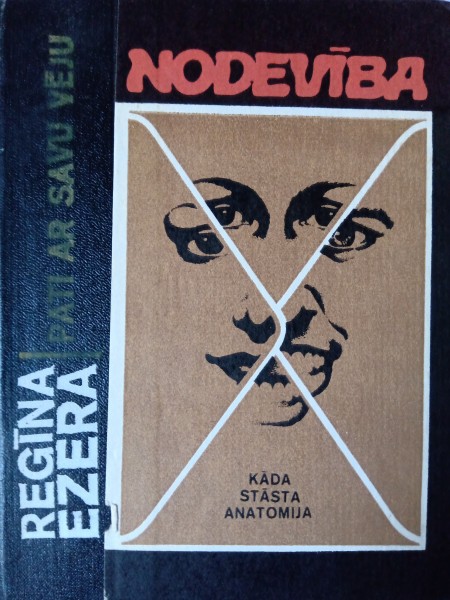 NODEVĪBA
KĀDA
STĀSTA
ANATOMIJA
REGĪNA
EZERA
PATI AR SAVU VĒJU